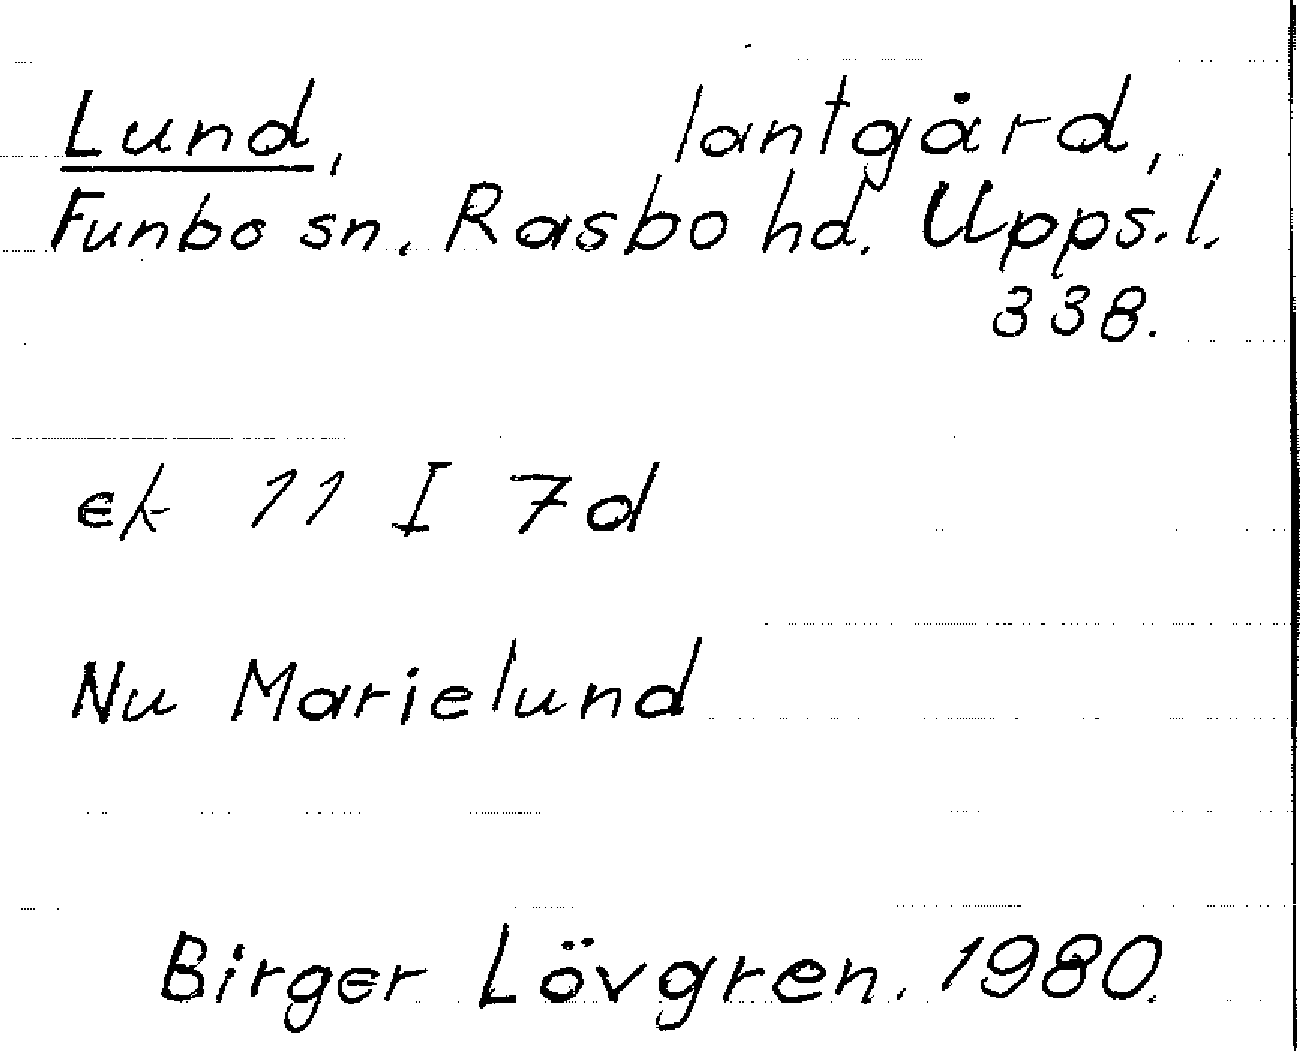 Lund, lantgård,
Funbo sn. Rasbo hd. Upps.l.
338.
ek 11 I 7d
Nu Marielund
Birger Lövgren. 1980.